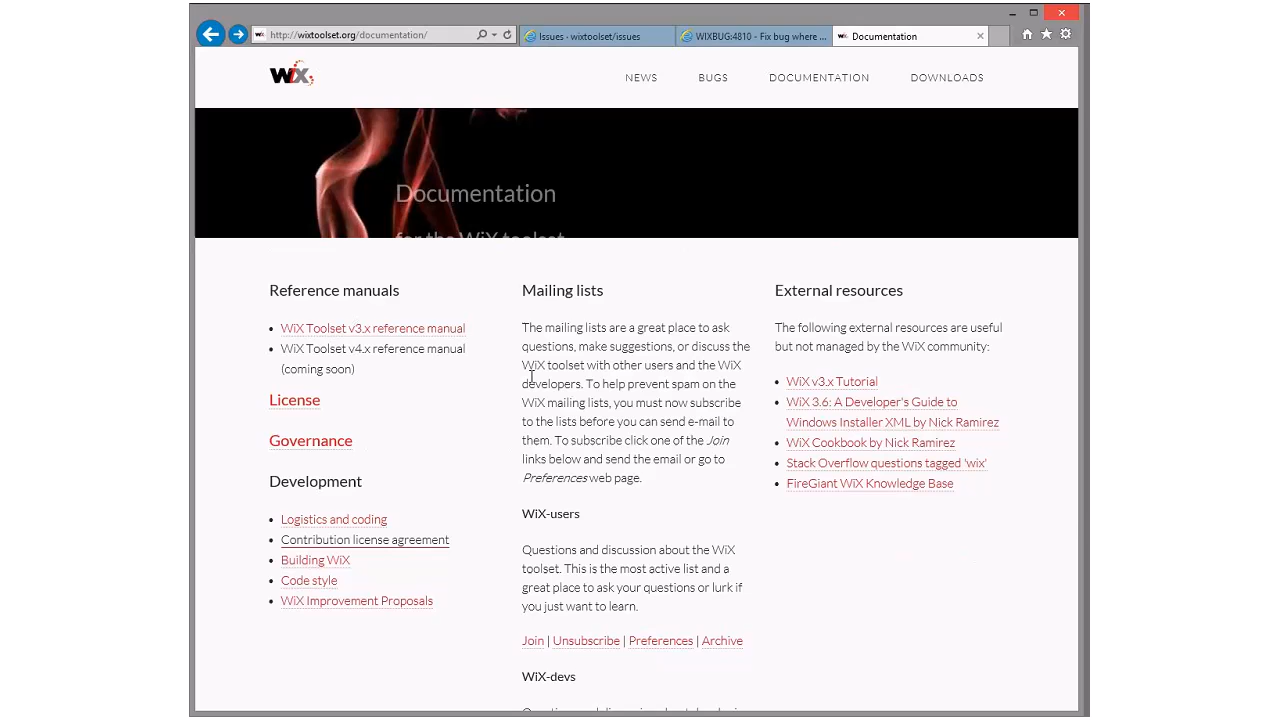 http://wixtoolset.org/documentation/
Issues · wixtoolset/issues
WIXBUG:4810 - Fix bug where ...
Documentation
WiX
NEWS
BUGS
DOCUMENTATION
DOWNLOADS
Documentation
for the WiX toolset
Reference manuals
WiX Toolset v3.x reference manual
WiX Toolset v4.x reference manual
(coming soon)
License
Governance
Development
Logistics and coding
Contribution license agreement
Building WiX
Code style
WiX Improvement Proposals
Mailing lists
The mailing lists are a great place to ask
questions, make suggestions, or discuss the
WiX toolset with other users and the WiX
developers. To help prevent spam on the
WiX mailing lists, you must now subscribe
to the lists before you can send e-mail to
them. To subscribe click one of the Join
links below and send the email or go to
Preferences web page.
WiX-users
Questions and discussion about the WiX
toolset. This is the most active list and a
great place to ask your questions or lurk if
you just want to learn.
Join | Unsubscribe | Preferences | Archive
WiX-devs
External resources
The following external resources are useful
but not managed by the WiX community:
WiX v3.x Tutorial
WiX 3.6: A Developer's Guide to
Windows Installer XML by Nick Ramirez
WiX Cookbook by Nick Ramirez
Stack Overflow questions tagged 'wix'
FireGiant WiX Knowledge Base